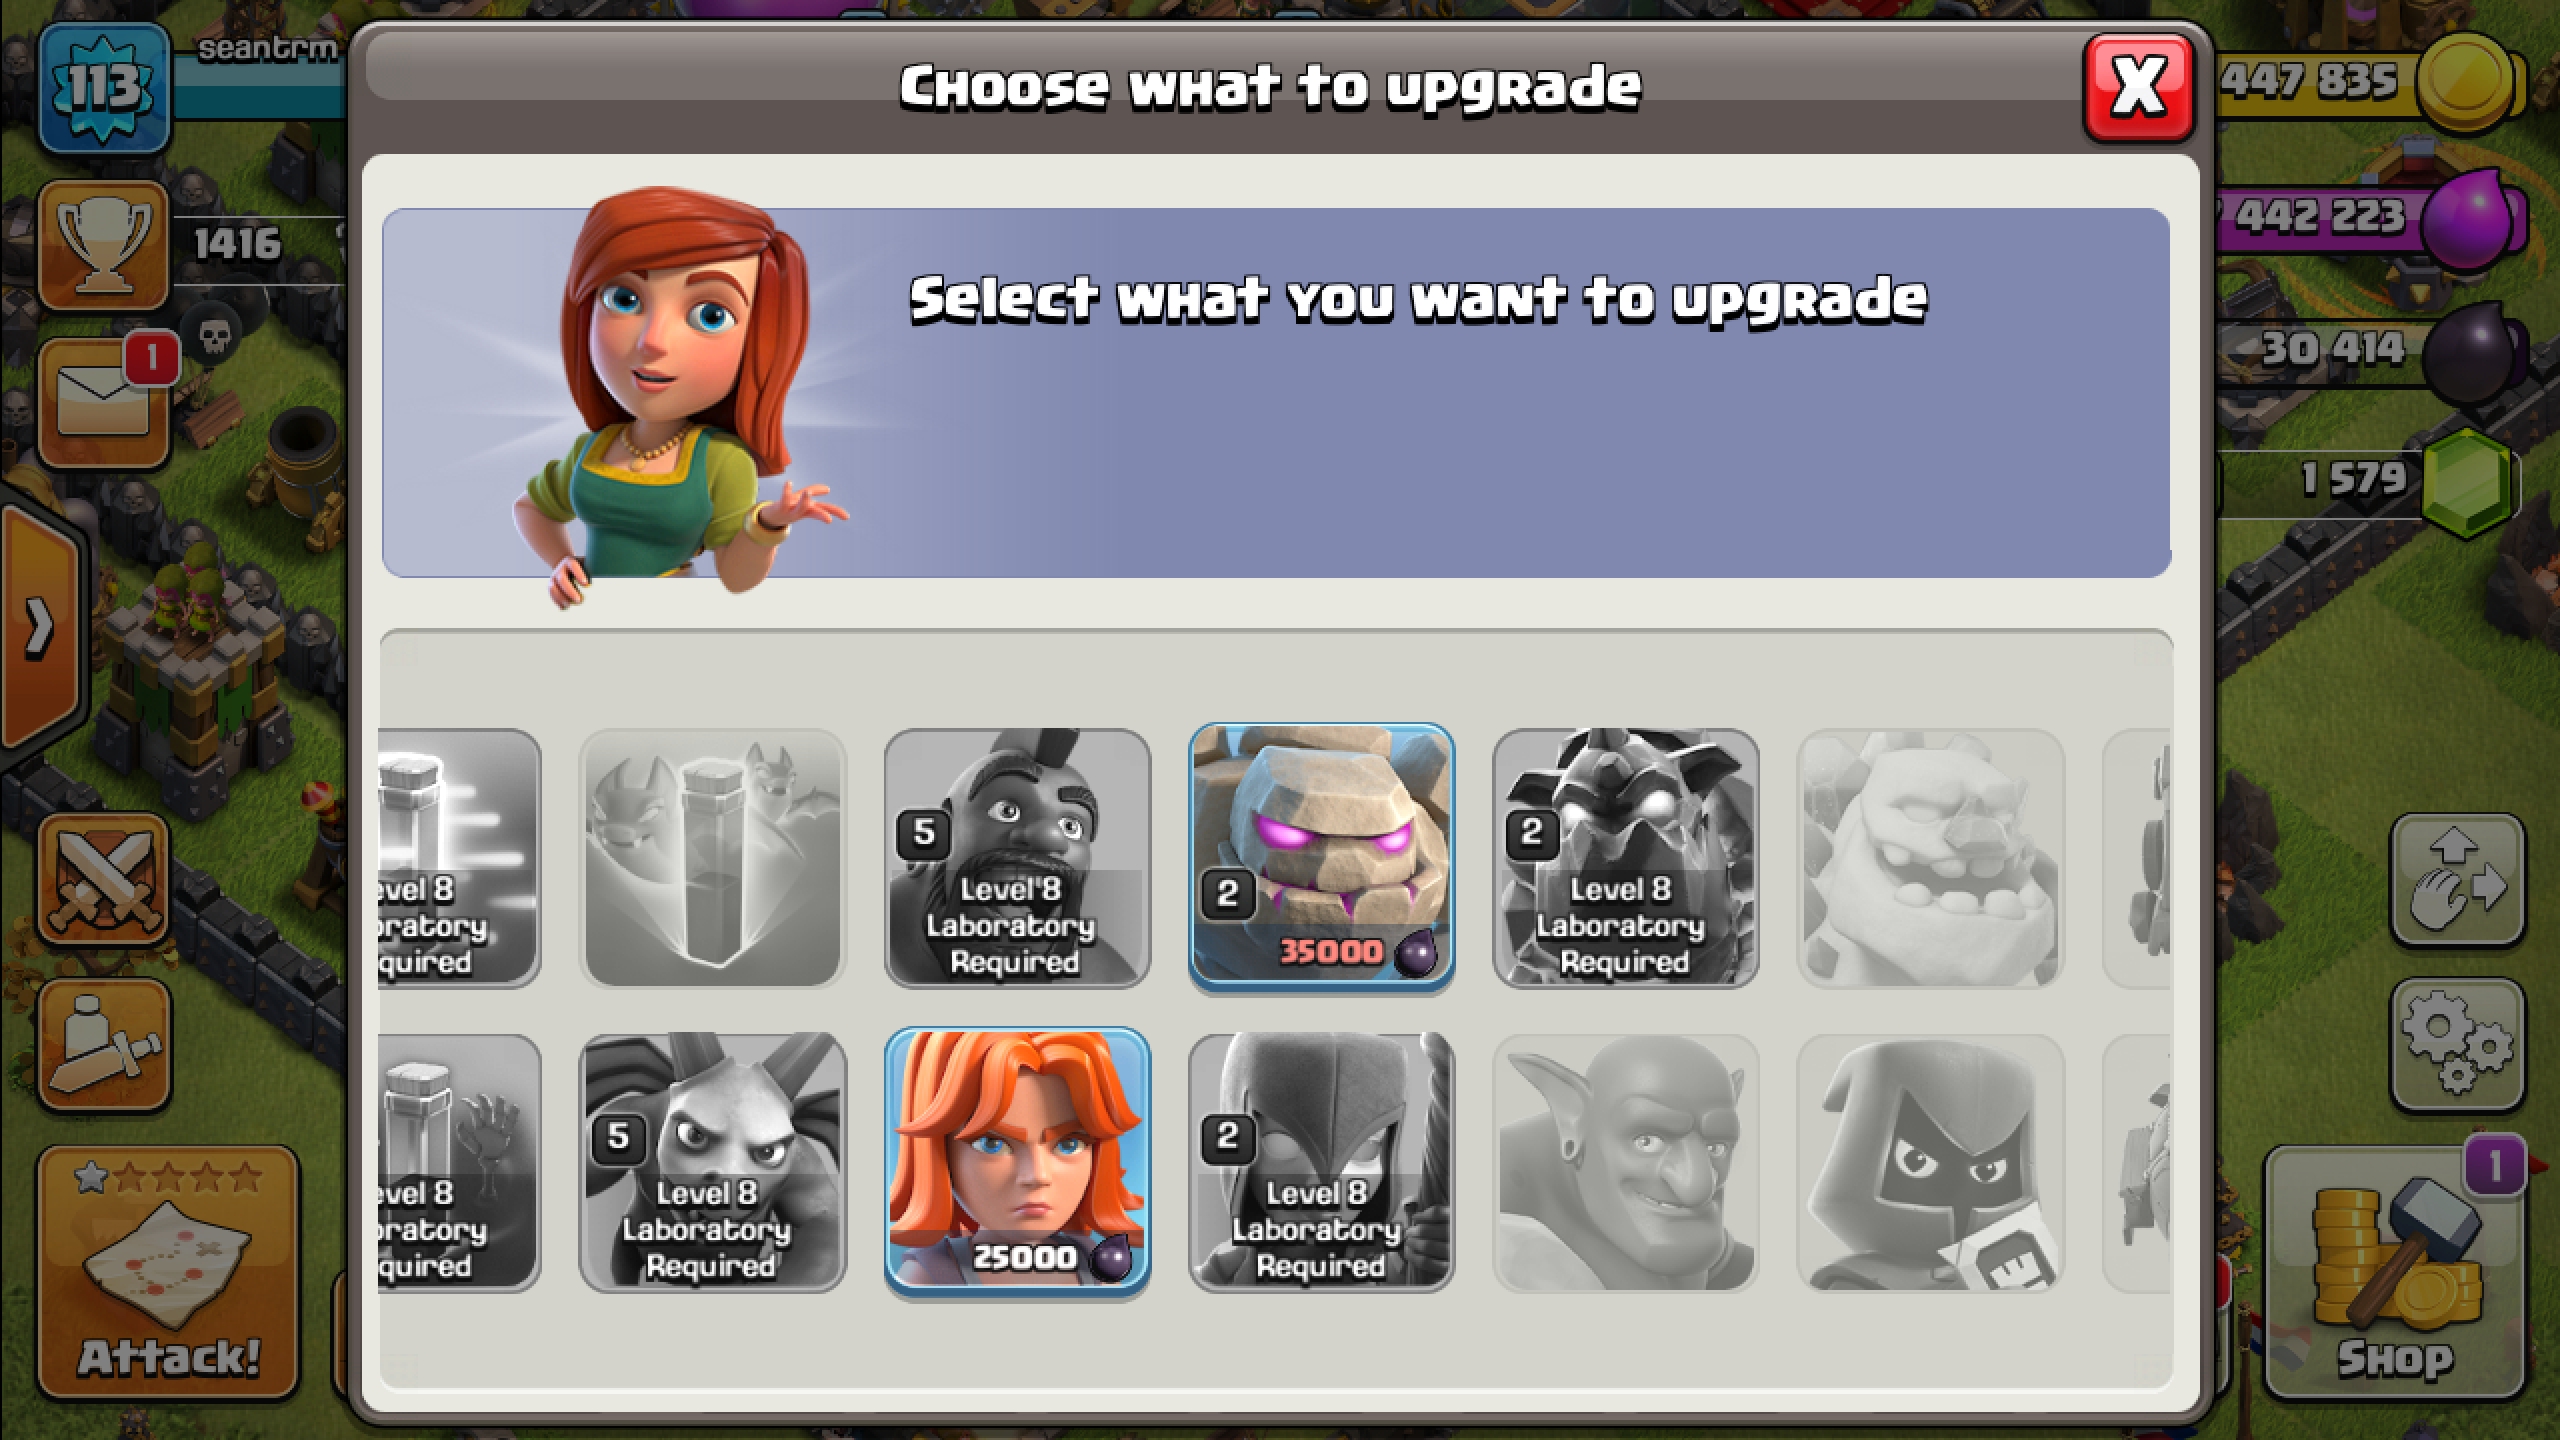 113
seantrm
Choose what to upgrade
X
447 835
1416
442 223
1
30 414
Select what you want to upgrade
1 579
5
Level 8
Laboratory
Required
2
35000
2
Level 8
Laboratory
Required
5
Level 8
Laboratory
Required
25000
2
Level 8
Laboratory
Required
Attack!
1
Shop